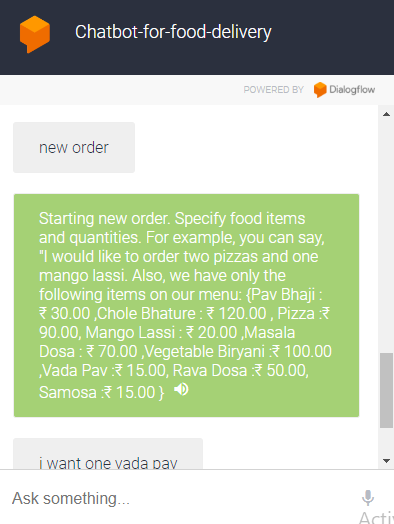 Chatbot-for-food-delivery
POWERED BY Dialogflow
new order
Starting new order. Specify food items
and quantities. For example, you can say,
"I would like to order two pizzas and one
mango lassi. Also, we have only the
following items on our menu: {Pav Bhaji :
₹ 30.00 ,Chole Bhature : ₹ 120.00 , Pizza :₹
90.00, Mango Lassi : ₹ 20.00 ,Masala
Dosa : ₹ 70.00 ,Vegetable Biryani :₹ 100.00
,Vada Pav :₹ 15.00, Rava Dosa :₹ 50.00,
Samosa :₹ 15.00 }
i want one vada pav
Ask something...